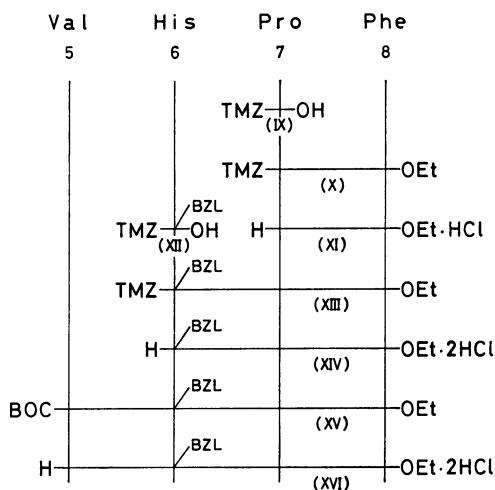 Val His Pro Phe
5 6 7 8
TMZ OH
(IX)
TMZ OEt
(X)
BZL
TMZ OH H OEt·HCl
(XII) (XI)
BZL
TMZ OEt
(XIII)
BZL
H OEt·2HCl
(XIV)
BZL
BOC OEt
(XV)
BZL
H OEt·2HCl
(XVI)